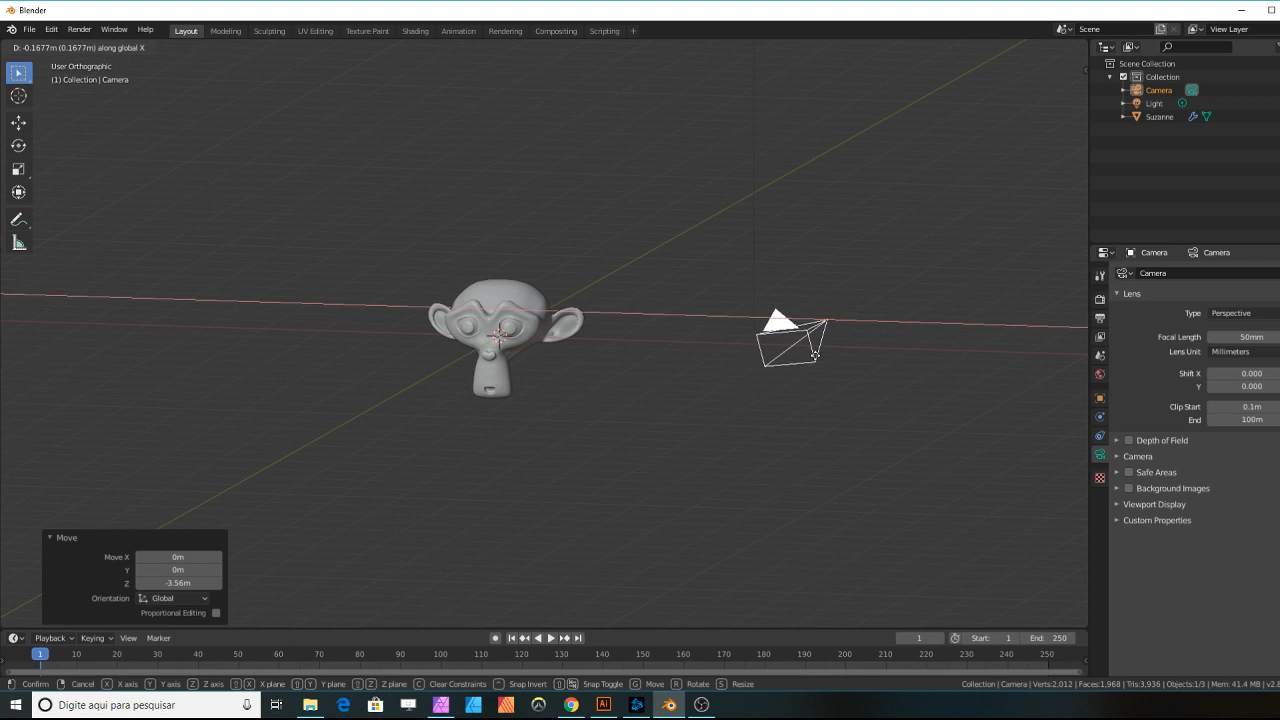 Blender
File Edit Render Window Help Layout Modeling Sculpting UV Editing Texture Paint Shading Animation Rendering Compositing Scripting + Scene View Layer
D: -0.1677m (0.1677m) along global X
User Orthographic
(1) Collection | Camera
Scene Collection
Collection
Camera
Light
Suzanne
Camera Camera
Camera
Lens
Type Perspective
Focal Length 50mm
Lens Unit Millimeters
Shift X 0.000
Y 0.000
Clip Start 0.1m
End 100m
Depth of Field
Camera
Safe Areas
Background Images
Viewport Display
Custom Properties
Move
Move X 0m
Y 0m
Z -3.56m
Orientation Global
Proportional Editing
Playback Keying View Marker 1 Start: 1 End: 250
1 10 20 30 40 50 60 70 80 90 100 110 120 130 140 150 160 170 180 190 200 210 220 230 240 250
Confirm Cancel X X axis Y Y axis Z Z axis X X plane Y Y plane Z Z plane C Clear Constraints Snap Invert Snap Toggle G Move R Rotate S Resize Collection | Camera | Verts:2,012 | Faces:1,968 | Tris:3,936 | Objects:1/3 | Mem: 41.4 MB | v2.8
Digite aqui para pesquisar Ai